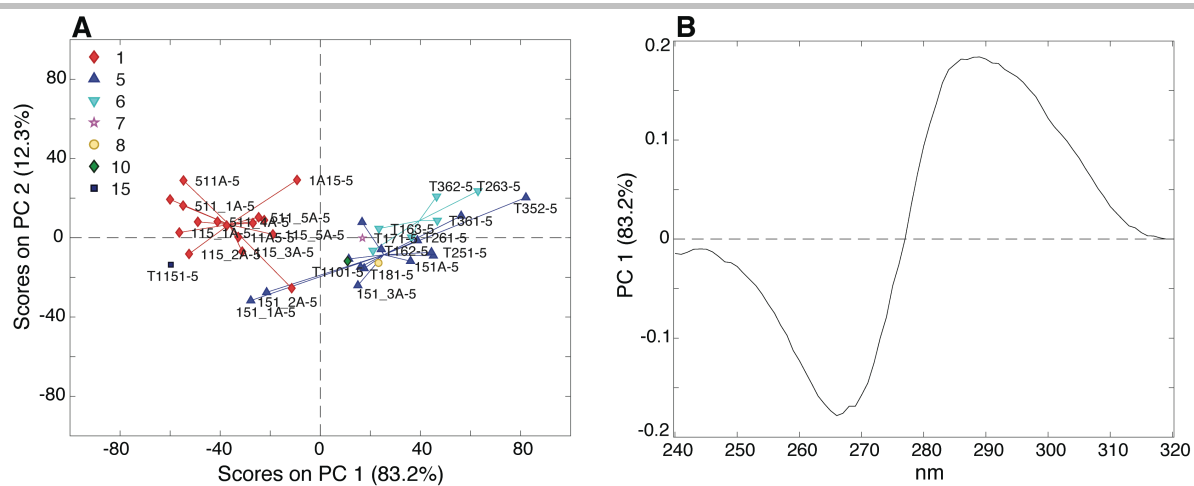 A
1
5
6
7
8
10
15
80
40
0
-40
-80
-80
-40
0
40
80
Scores on PC 2 (12.3%)
Scores on PC 1 (83.2%)
511A-5
1A15-5
511_1A-5
511_5A-5
115_1A-5
11A5-5
115_5A-5
115_2A-5
115_3A-5
T1151-5
151_2A-5
151_1A-5
T362-5
T263-5
T352-5
T361-5
T163-5
T171-5
T261-5
T162-5
T251-5
T1101-5
T181-5
151A-5
151_3A-5
B
0.2
0.1
0
-0.1
-0.2
240
250
260
270
280
290
300
310
320
PC 1 (83.2%)
nm